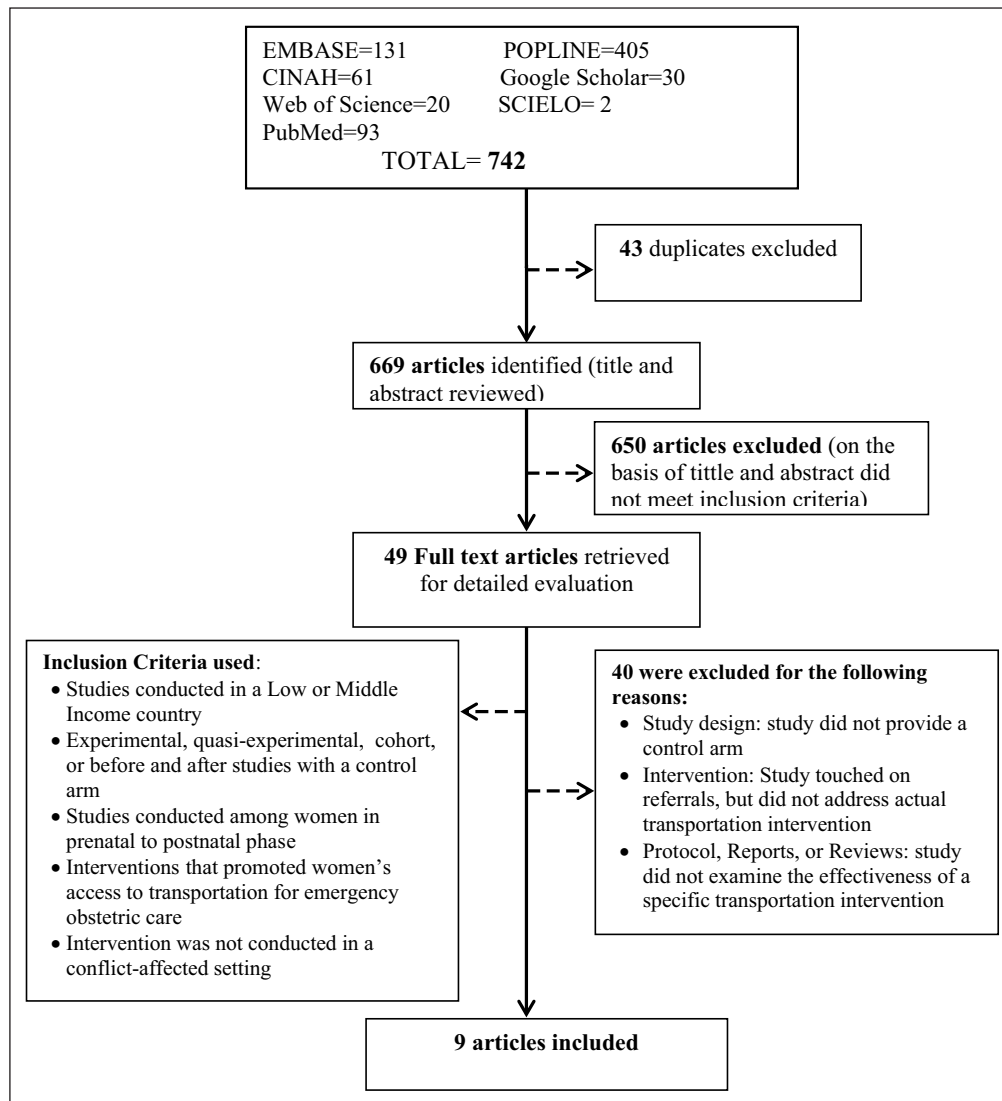 EMBASE=131 POPLINE=405
CINAH=61 Google Scholar=30
Web of Science=20 SCIELO= 2
PubMed=93
TOTAL= 742
43 duplicates excluded
669 articles identified (title and
abstract reviewed)
650 articles excluded (on the
basis of tittle and abstract did
not meet inclusion criteria)
49 Full text articles retrieved
for detailed evaluation
Inclusion Criteria used:
• Studies conducted in a Low or Middle
Income country
• Experimental, quasi-experimental, cohort,
or before and after studies with a control
arm
• Studies conducted among women in
prenatal to postnatal phase
• Interventions that promoted women’s
access to transportation for emergency
obstetric care
• Intervention was not conducted in a
conflict-affected setting
40 were excluded for the following
reasons:
• Study design: study did not provide a
control arm
• Intervention: Study touched on
referrals, but did not address actual
transportation intervention
• Protocol, Reports, or Reviews: study
did not examine the effectiveness of a
specific transportation intervention
9 articles included